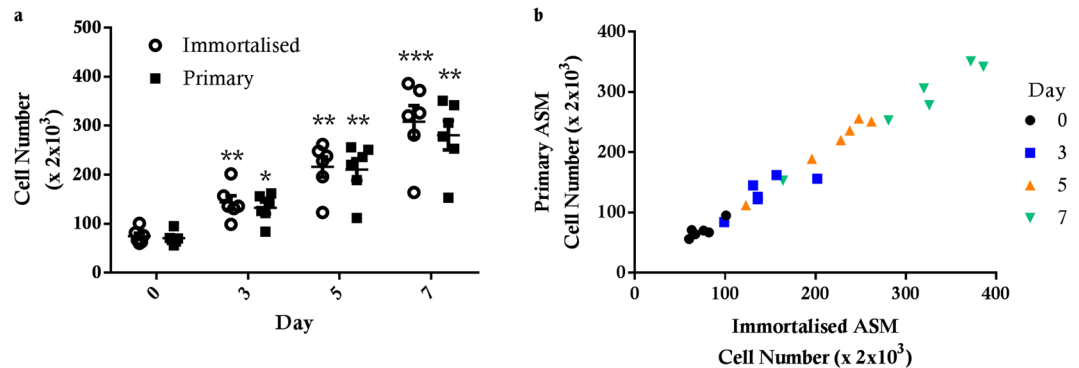 a
Cell Number
(x 2x10³)
500
400
300
200
100
0
Immortalised
Primary
**
*
**
**
***
**
0
3
5
7
Day
b
Primary ASM
Cell Number (x 2x10³)
400
300
200
100
0
0
100
200
300
400
Immortalised ASM
Cell Number (x 2x10³)
Day
0
3
5
7